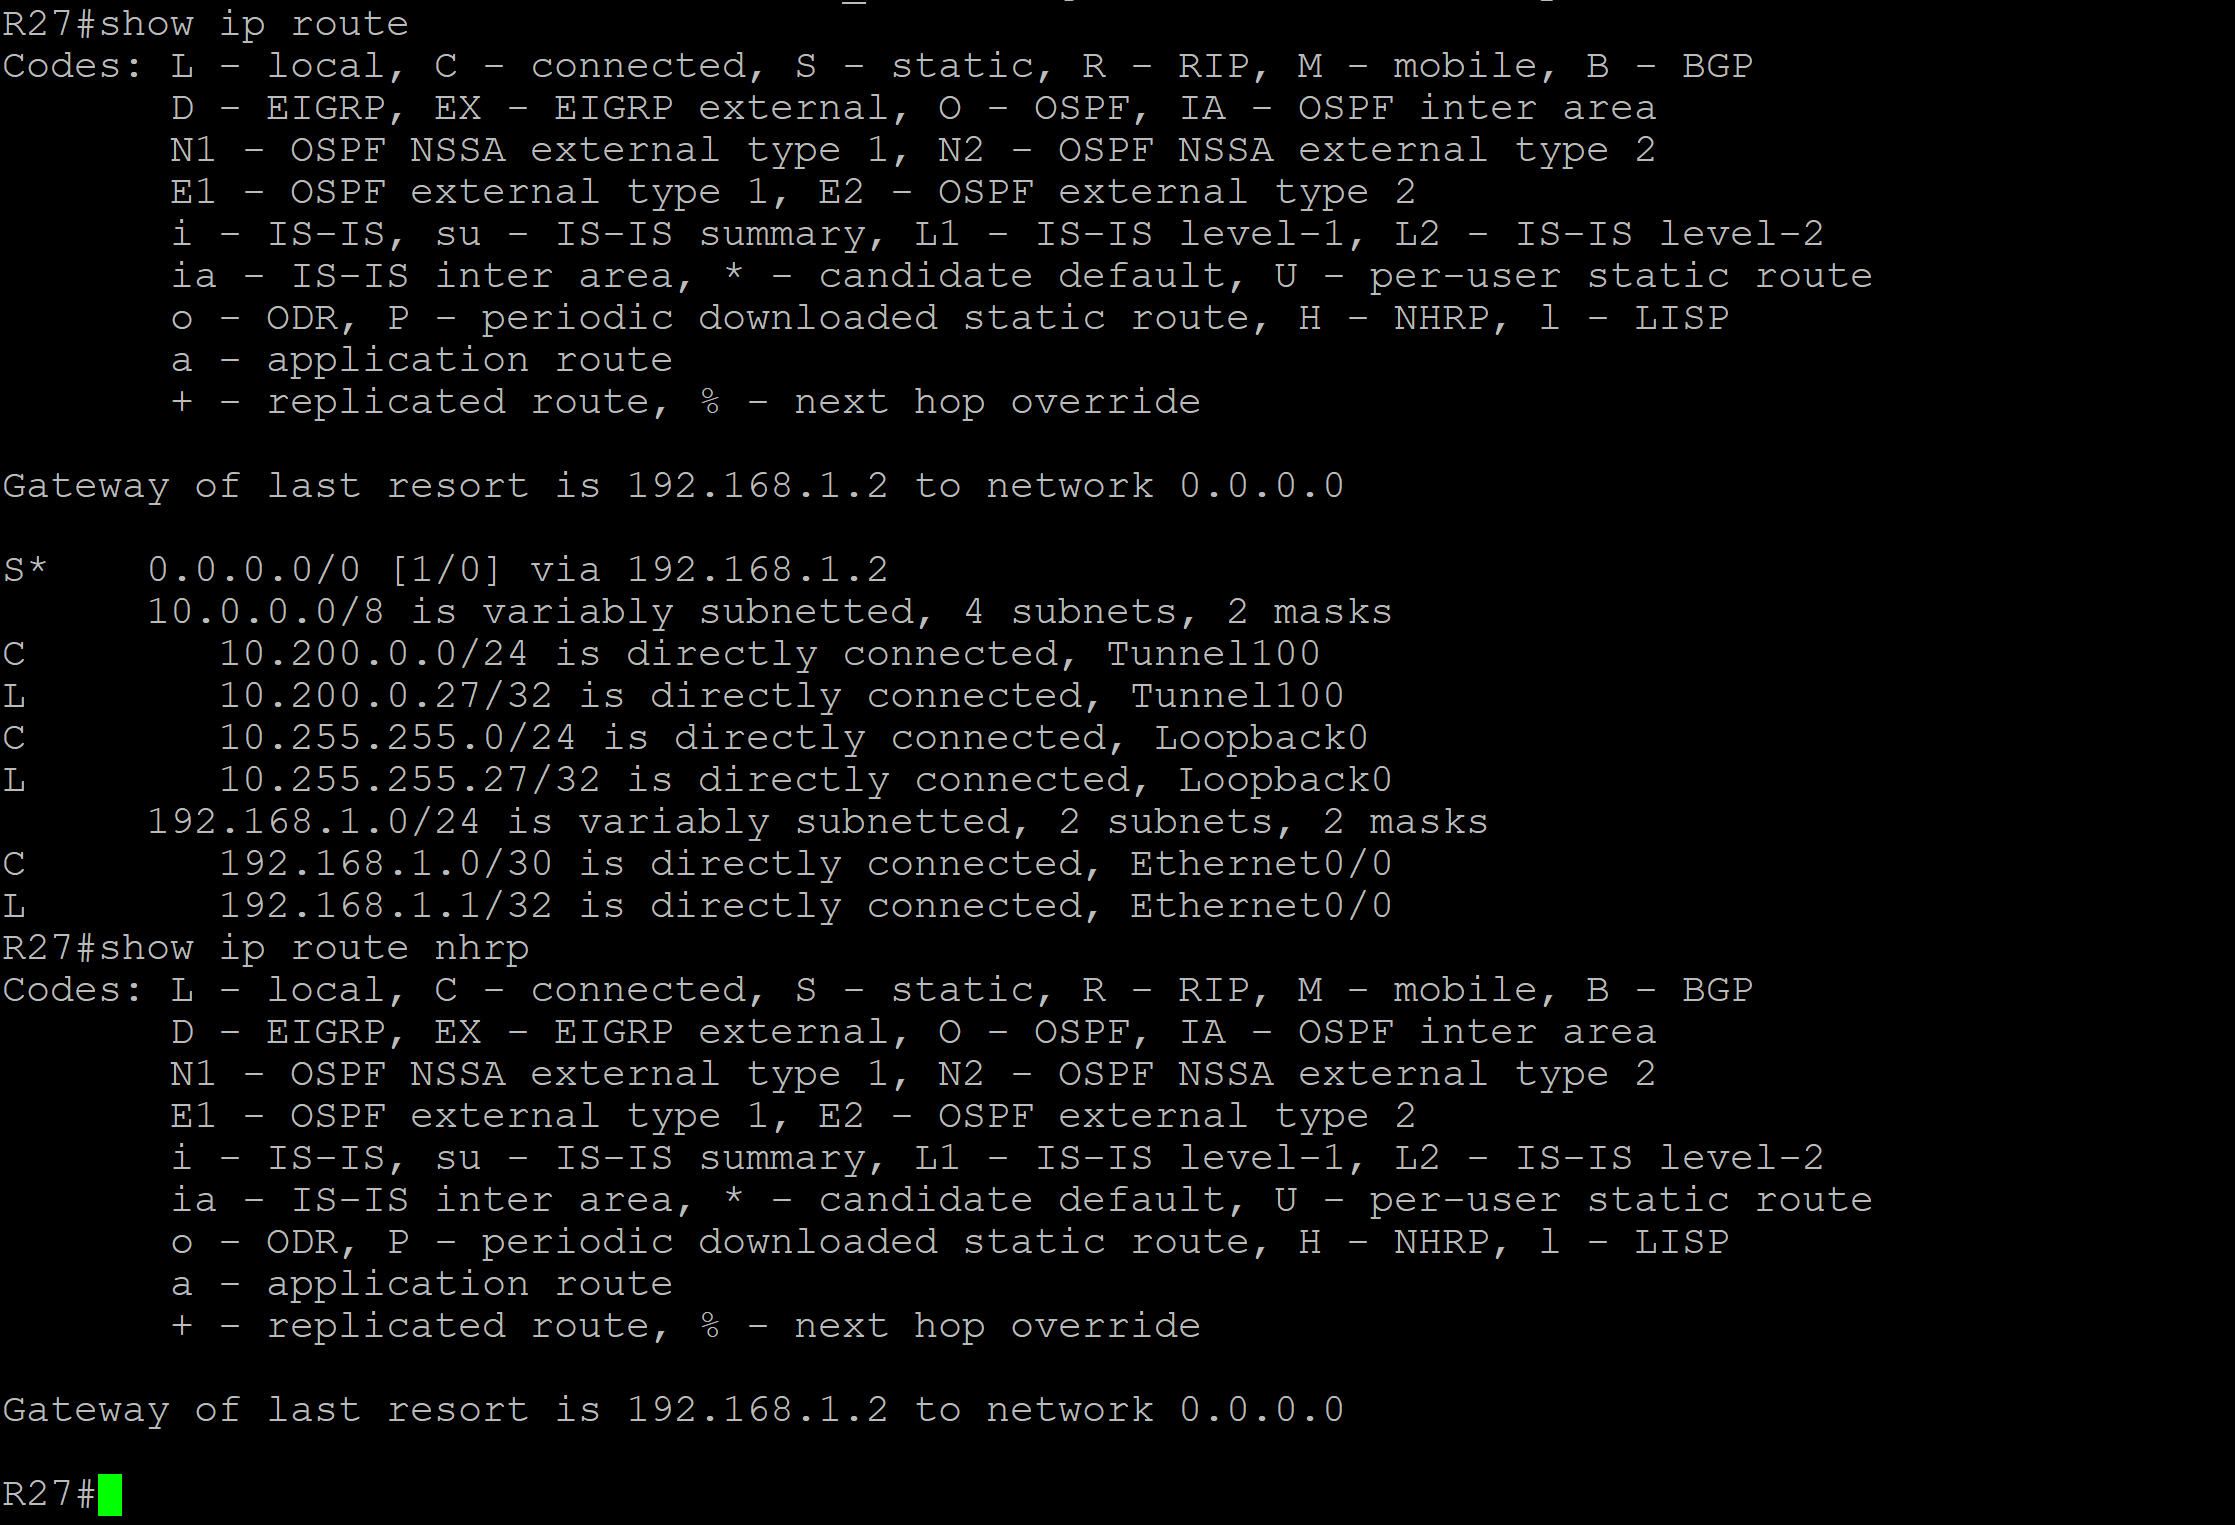 R27#show ip route
Codes: L - local, C - connected, S - static, R - RIP, M - mobile, B - BGP
       D - EIGRP, EX - EIGRP external, O - OSPF, IA - OSPF inter area
       N1 - OSPF NSSA external type 1, N2 - OSPF NSSA external type 2
       E1 - OSPF external type 1, E2 - OSPF external type 2
       i - IS-IS, su - IS-IS summary, L1 - IS-IS level-1, L2 - IS-IS level-2
       ia - IS-IS inter area, * - candidate default, U - per-user static route
       o - ODR, P - periodic downloaded static route, H - NHRP, l - LISP
       a - application route
       + - replicated route, % - next hop override

Gateway of last resort is 192.168.1.2 to network 0.0.0.0

S*    0.0.0.0/0 [1/0] via 192.168.1.2
      10.0.0.0/8 is variably subnetted, 4 subnets, 2 masks
C        10.200.0.0/24 is directly connected, Tunnel100
L        10.200.0.27/32 is directly connected, Tunnel100
C        10.255.255.0/24 is directly connected, Loopback0
L        10.255.255.27/32 is directly connected, Loopback0
      192.168.1.0/24 is variably subnetted, 2 subnets, 2 masks
C        192.168.1.0/30 is directly connected, Ethernet0/0
L        192.168.1.1/32 is directly connected, Ethernet0/0
R27#show ip route nhrp
Codes: L - local, C - connected, S - static, R - RIP, M - mobile, B - BGP
       D - EIGRP, EX - EIGRP external, O - OSPF, IA - OSPF inter area
       N1 - OSPF NSSA external type 1, N2 - OSPF NSSA external type 2
       E1 - OSPF external type 1, E2 - OSPF external type 2
       i - IS-IS, su - IS-IS summary, L1 - IS-IS level-1, L2 - IS-IS level-2
       ia - IS-IS inter area, * - candidate default, U - per-user static route
       o - ODR, P - periodic downloaded static route, H - NHRP, l - LISP
       a - application route
       + - replicated route, % - next hop override

Gateway of last resort is 192.168.1.2 to network 0.0.0.0

R27#